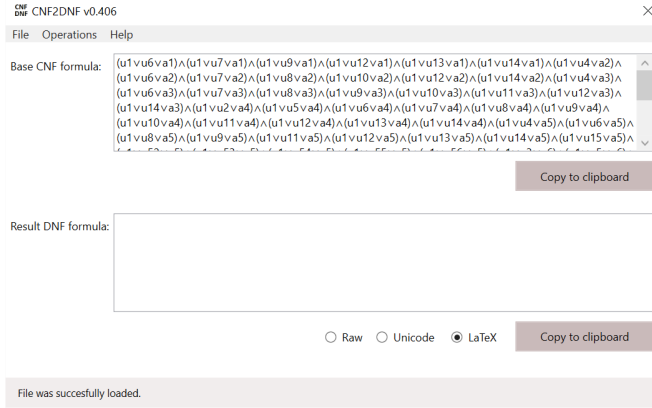 CNF
DNF CNF2DNF v0.406
File Operations Help
Base CNF formula:
(u1∨u6∨a1)∧(u1∨u7∨a1)∧(u1∨u9∨a1)∧(u1∨u12∨a1)∧(u1∨u13∨a1)∧(u1∨u14∨a1)∧(u1∨u4∨a2)∧
(u1∨u6∨a2)∧(u1∨u7∨a2)∧(u1∨u8∨a2)∧(u1∨u10∨a2)∧(u1∨u12∨a2)∧(u1∨u14∨a2)∧(u1∨u4∨a3)∧
(u1∨u6∨a3)∧(u1∨u7∨a3)∧(u1∨u8∨a3)∧(u1∨u9∨a3)∧(u1∨u10∨a3)∧(u1∨u11∨a3)∧(u1∨u12∨a3)∧
(u1∨u14∨a3)∧(u1∨u2∨a4)∧(u1∨u5∨a4)∧(u1∨u6∨a4)∧(u1∨u7∨a4)∧(u1∨u8∨a4)∧(u1∨u9∨a4)∧
(u1∨u10∨a4)∧(u1∨u11∨a4)∧(u1∨u12∨a4)∧(u1∨u13∨a4)∧(u1∨u14∨a4)∧(u1∨u4∨a5)∧(u1∨u6∨a5)∧
(u1∨u8∨a5)∧(u1∨u9∨a5)∧(u1∨u11∨a5)∧(u1∨u12∨a5)∧(u1∨u13∨a5)∧(u1∨u14∨a5)∧(u1∨u15∨a5)∧
Copy to clipboard
Result DNF formula:
Raw Unicode LaTeX
Copy to clipboard
File was succesfully loaded.